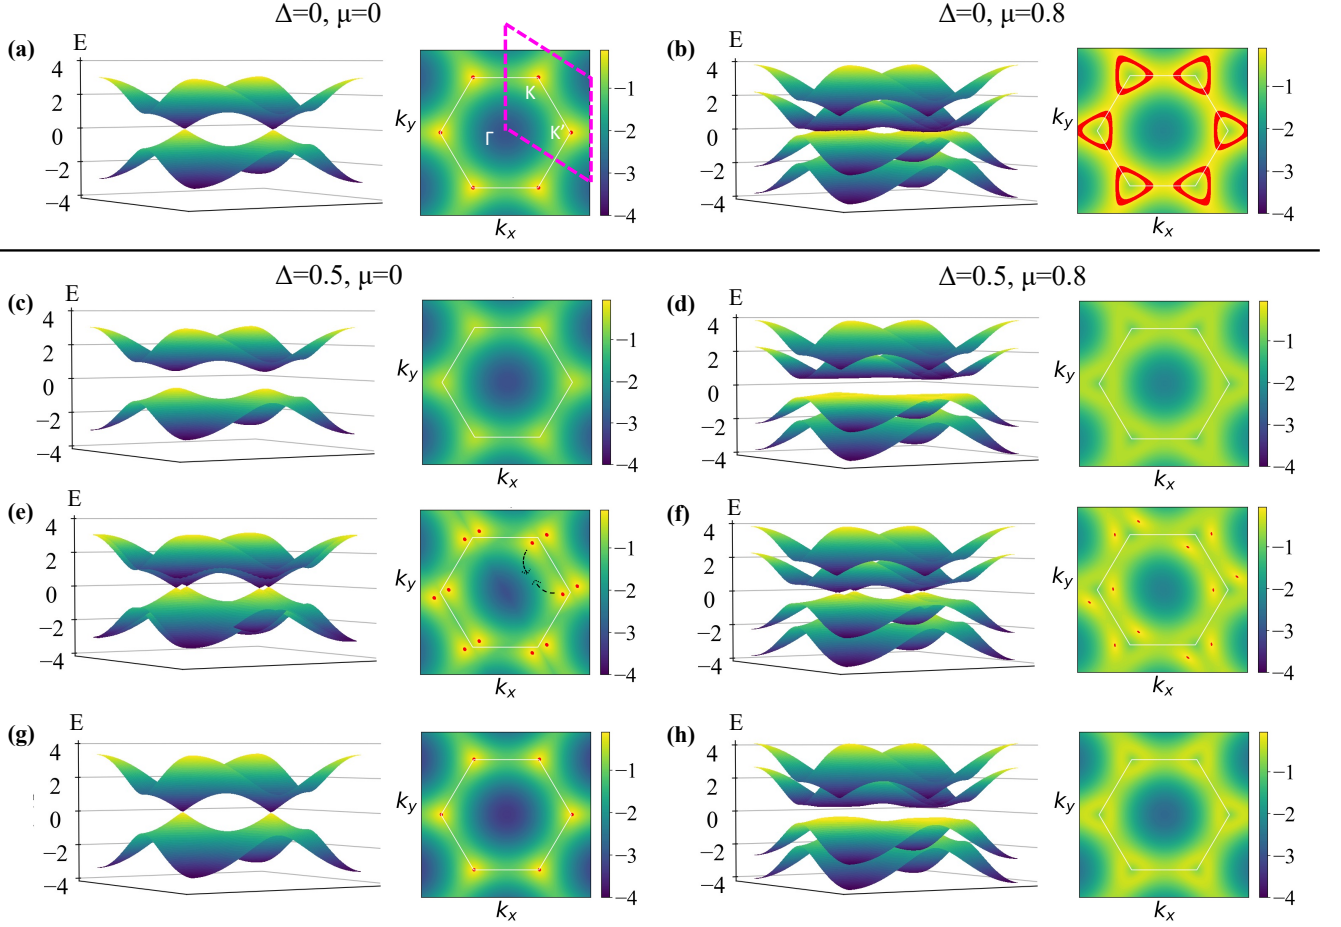 Δ=0, μ=0
Δ=0, μ=0.8
(a)
E
4
2
0
−2
−4
k_y
K
Γ
K′
k_x
−1
−2
−3
−4
(b)
E
4
2
0
−2
−4
k_y
k_x
−1
−2
−3
−4
Δ=0.5, μ=0
Δ=0.5, μ=0.8
(c)
E
4
2
0
−2
−4
k_y
k_x
−1
−2
−3
−4
(d)
E
4
2
0
−2
−4
k_y
k_x
−1
−2
−3
−4
(e)
E
4
2
0
−2
−4
k_y
k_x
−1
−2
−3
−4
(f)
E
4
2
0
−2
−4
k_y
k_x
−1
−2
−3
−4
(g)
E
4
2
0
−2
−4
k_y
k_x
−1
−2
−3
−4
(h)
E
4
2
0
−2
−4
k_y
k_x
−1
−2
−3
−4